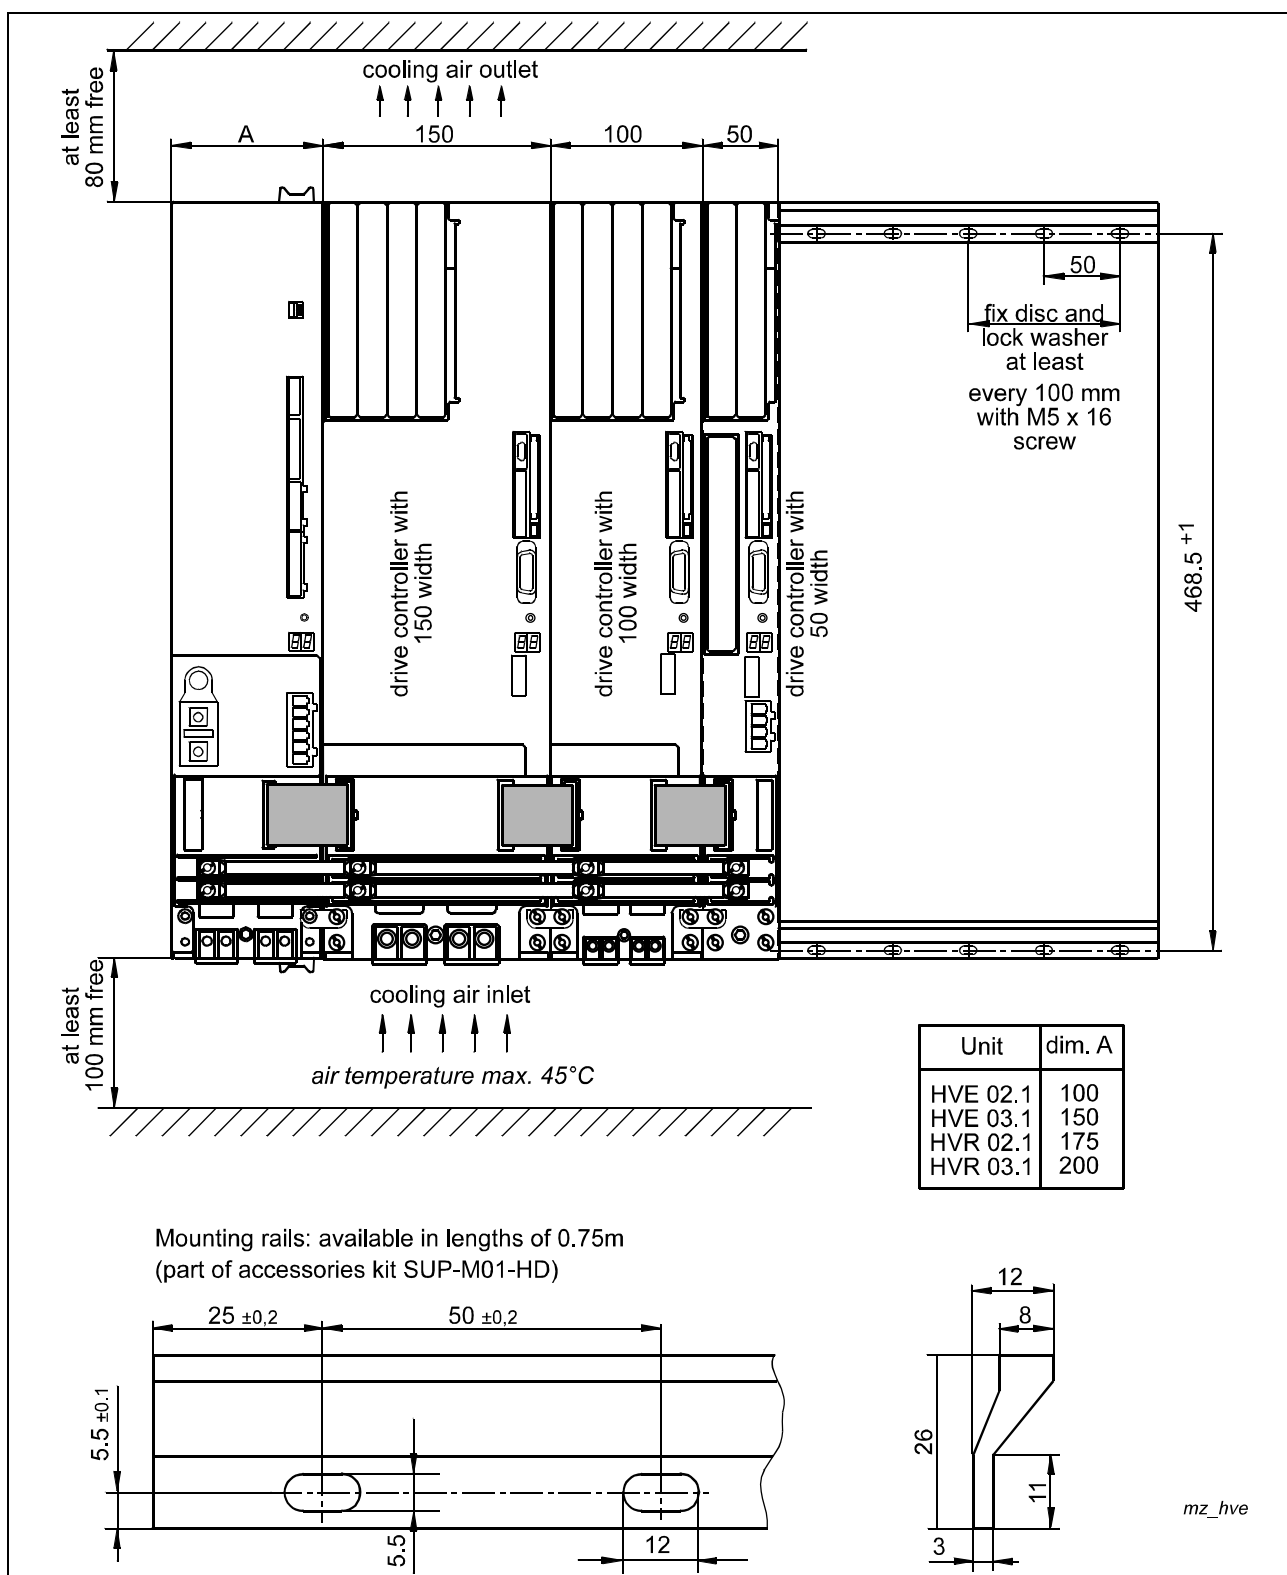 cooling air outlet
at least
80 mm free
A
150
100
50
50
fix disc and
lock washer
at least
every 100 mm
with M5 x 16
screw
drive controller with
150 width
drive controller with
100 width
drive controller with
50 width
468.5 +1
88
88
88
88
cooling air inlet
at least
100 mm free
air temperature max. 45°C
Unit dim. A
HVE 02.1 100
HVE 03.1 150
HVR 02.1 175
HVR 03.1 200
Mounting rails: available in lengths of 0.75m
(part of accessories kit SUP-M01-HD)
25 ±0,2
50 ±0,2
5.5 ±0.1
5.5
12
12
8
26
11
3
mz_hve